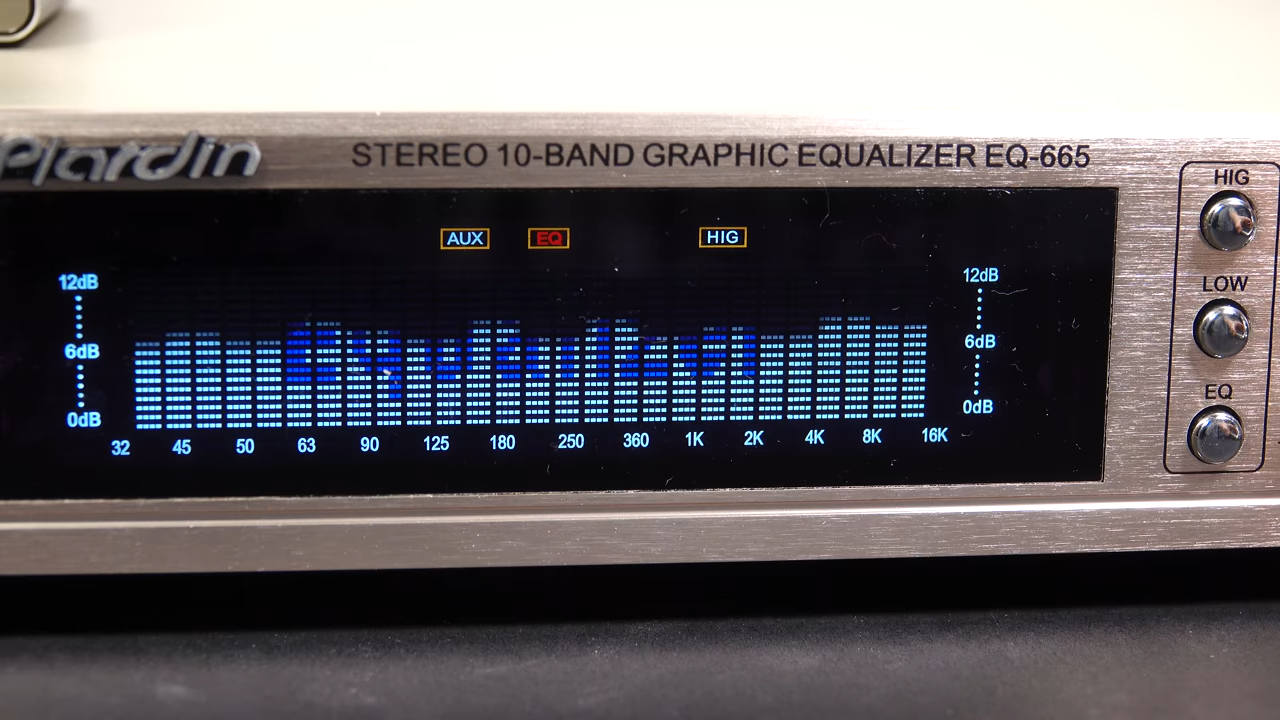 Plardin
STEREO 10-BAND GRAPHIC EQUALIZER EQ-665
HIG
LOW
EQ
AUX EQ HIG
12dB 12dB
6dB 6dB
0dB 0dB
32 45 50 63 90 125 180 250 360 1K 2K 4K 8K 16K